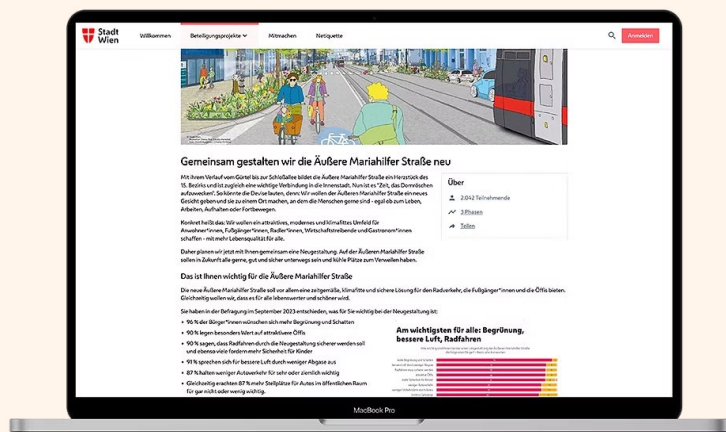 Stadt
Wien
Willkommen
Beteiligungsprojekte
Mitmachen
Netiquette
Anmelden
Gemeinsam gestalten wir die Äußere Mariahilfer Straße neu
Mit ihrem Verlauf vom Gürtel bis zur Schloßallee bildet die Äußere Mariahilfer Straße ein Herzstück des
15. Bezirks und ist zugleich eine wichtige Verbindung in die Innenstadt. Nun ist es "Zeit, das Dornröschen
aufzuwecken". So könnte die Devise lauten, denn: Wir wollen der Äußeren Mariahilfer Straße ein neues
Gesicht geben und sie zu einem Ort machen, an dem die Menschen gerne sind - egal ob zum Leben,
Arbeiten, Aufhalten oder Fortbewegen.
Konkret heißt das: Wir wollen ein attraktives, modernes und klimafittes Umfeld für
Anwohner*innen, Fußgänger*innen, Radler*innen, Wirtschaftstreibende und Gastronom*innen
schaffen - mit mehr Lebensqualität für alle.
Daher planen wir jetzt mit Ihnen gemeinsam eine Neugestaltung. Auf der Äußeren Mariahilfer Straße
sollen in Zukunft alle gerne, gut und sicher unterwegs sein und kühle Plätze zum Verweilen haben.
Über
2.042 Teilnehmende
3 Phasen
Teilen
Das ist Ihnen wichtig für die Äußere Mariahilfer Straße
Die neue Äußere Mariahilfer Straße soll vor allem eine zeitgemäße, klimafitte und sichere Lösung für den Radverkehr, die Fußgänger*innen und die Öffis bieten.
Gleichzeitig wollen wir, dass es für alle lebenswerter und schöner wird.
Sie haben in der Befragung im September 2023 entschieden, was für Sie wichtig bei der Neugestaltung ist:
• 96 % der Bürger*innen wünschen sich mehr Begrünung und Schatten
• 90 % legen besonders Wert auf attraktivere Öffis
• 90 % sagen, dass Radfahren durch die Neugestaltung sicherer werden soll
und ebenso viele fordern mehr Sicherheit für Kinder
• 91 % sprechen sich für bessere Luft durch weniger Abgase aus
• 87 % halten weniger Autoverkehr für sehr oder ziemlich wichtig
• Gleichzeitig erachten 87 % mehr Stellplätze für Autos im öffentlichen Raum
für gar nicht oder wenig wichtig.
Am wichtigsten für alle: Begrünung,
bessere Luft, Radfahren
MacBook Pro